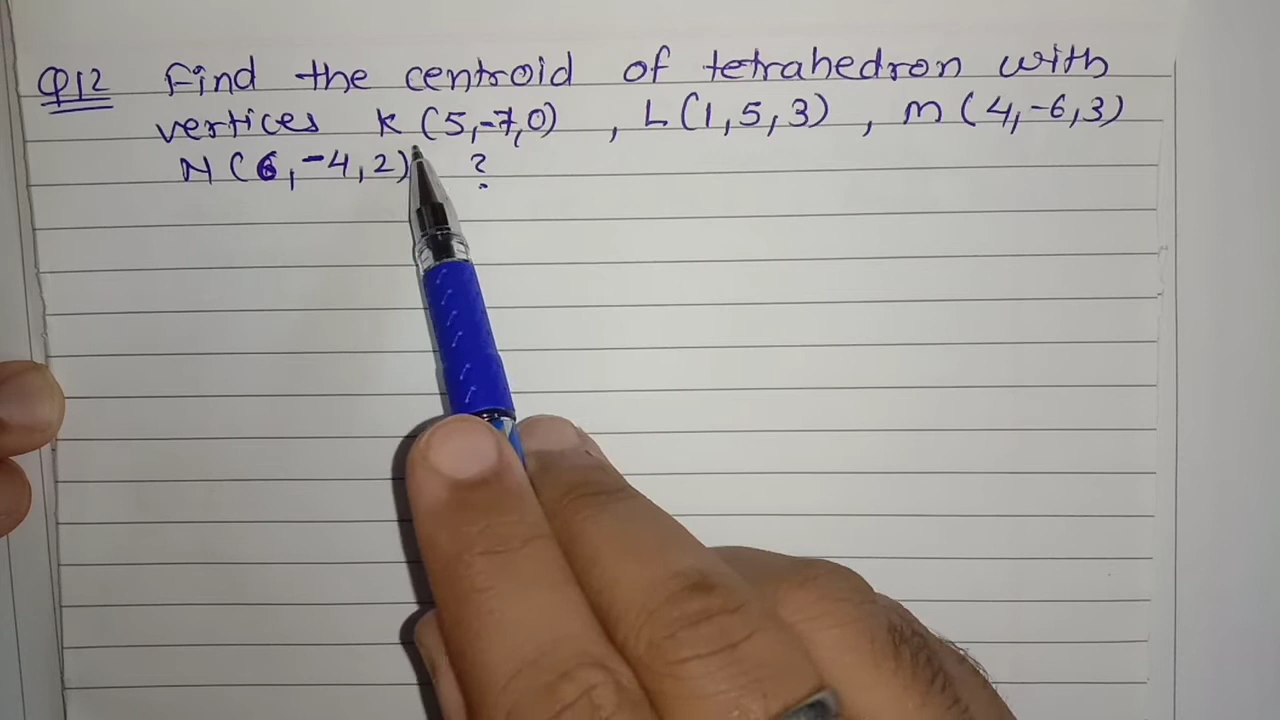 Q12 Find the centroid of tetrahedron with
vertices K (5,-7,0) , L(1,5,3) , M (4,-6,3)
N (6,-4,2) ?